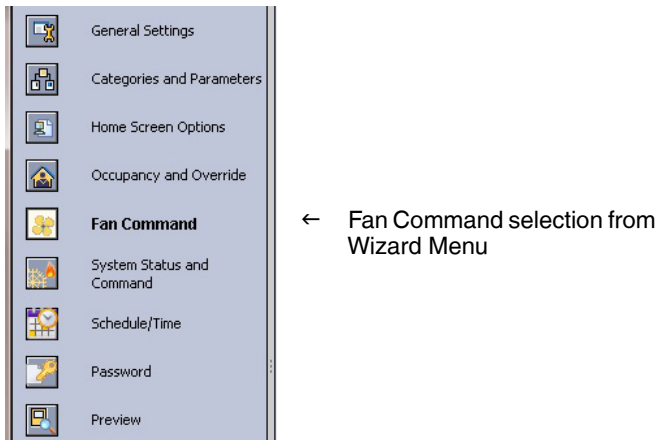 General Settings
Categories and Parameters
Home Screen Options
Occupancy and Override
Fan Command
← Fan Command selection from
Wizard Menu
System Status and
Command
Schedule/Time
Password
Preview